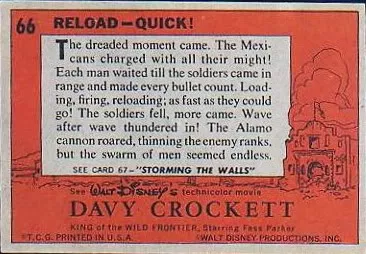 66 RELOAD—QUICK!
The dreaded moment came. The Mexi-
cans charged with all their might!
Each man waited till the soldiers came in
range and made every bullet count. Load-
ing, firing, reloading; as fast as they could
go! The soldiers fell, more came. Wave
after wave thundered in! The Alamo
cannon roared, thinning the enemy ranks,
but the swarm of men seemed endless.
SEE CARD 67—"STORMING THE WALLS"
See Walt Disney's technicolor movie
DAVY CROCKETT
KING of the WILD FRONTIER, Starring Fess Parker
©T.C.G. PRINTED IN U.S.A. ©WALT DISNEY PRODUCTIONS, INC.